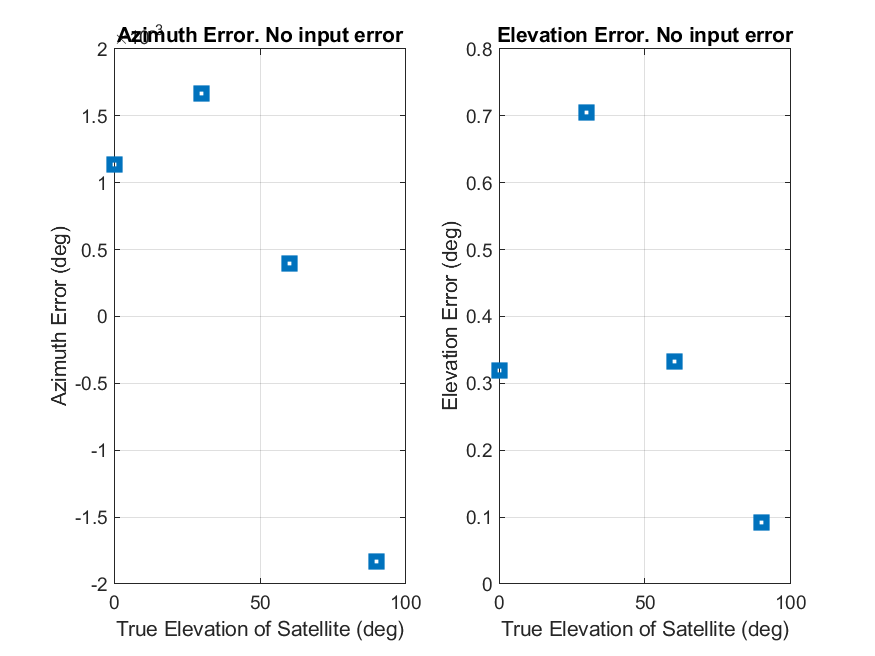 Azimuth Error. No input error
×10-3
2
1.5
1
0.5
0
-0.5
-1
-1.5
-2
0 50 100
Azimuth Error (deg)
True Elevation of Satellite (deg)
Elevation Error. No input error
0.8
0.7
0.6
0.5
0.4
0.3
0.2
0.1
0
0 50 100
Elevation Error (deg)
True Elevation of Satellite (deg)